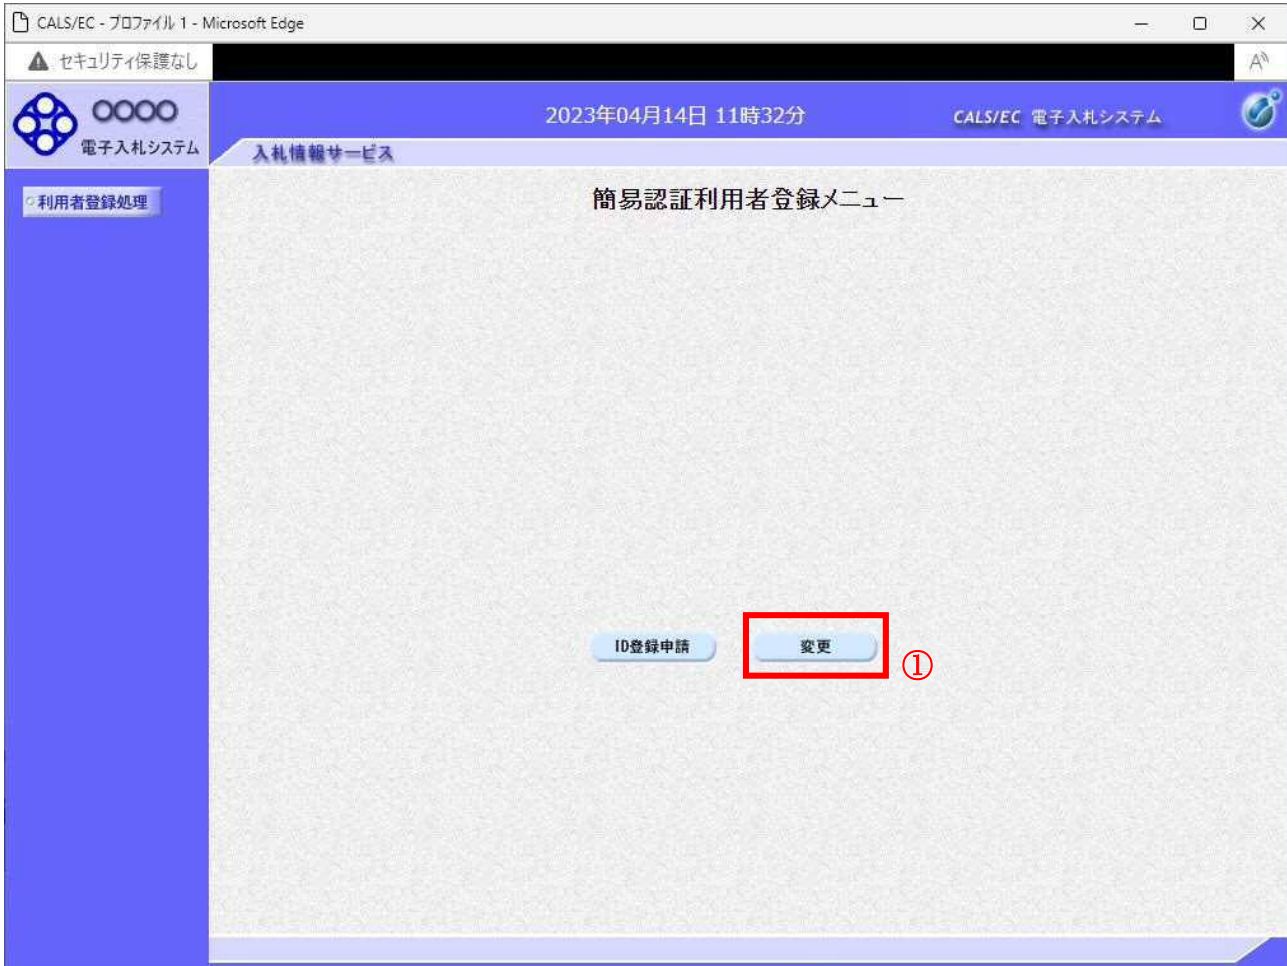 CALS/EC - プロファイル 1 - Microsoft Edge
セキュリティ保護なし
○○○○
電子入札システム
2023年04月14日 11時32分
CALS/EC 電子入札システム
入札情報サービス
利用者登録処理
簡易認証利用者登録メニュー
ID登録申請
変更
①